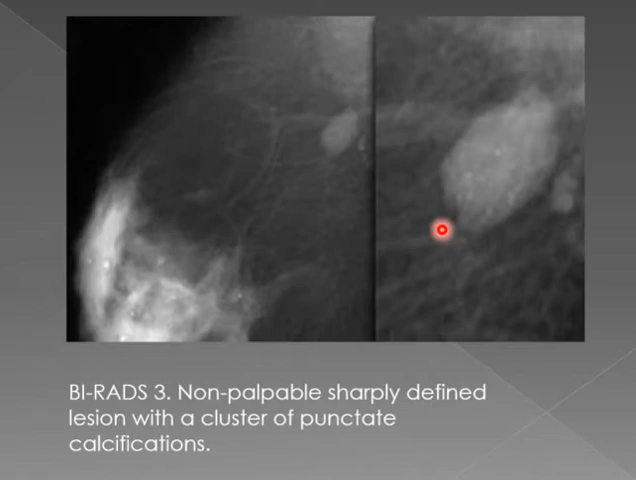 BI-RADS 3. Non-palpable sharply defined
lesion with a cluster of punctate
calcifications.